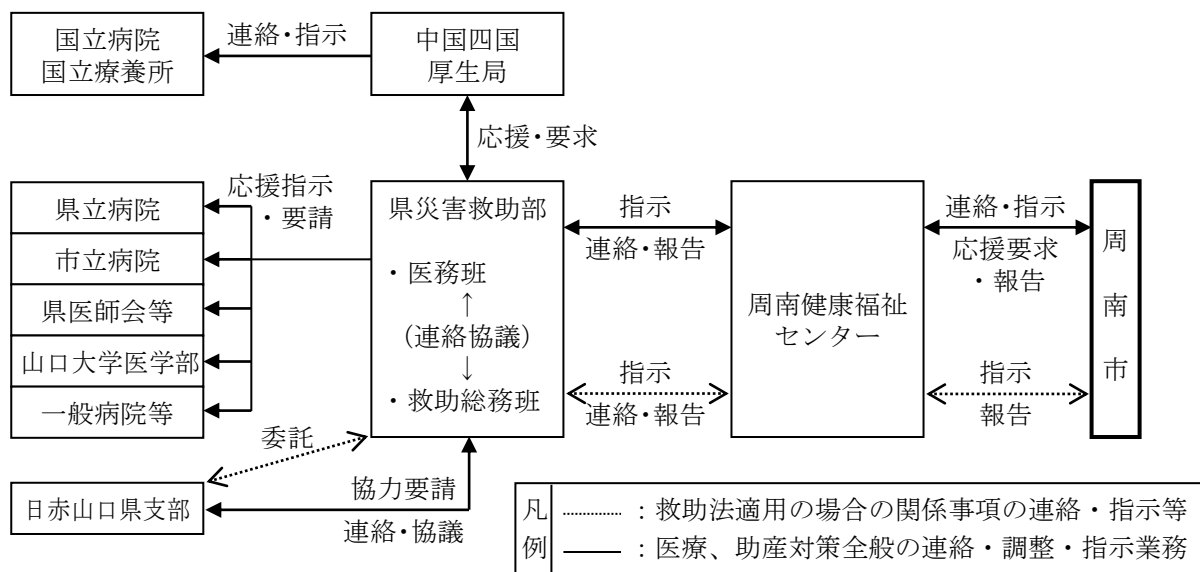 国立病院
国立療養所
連絡・指示
中国四国
厚生局
応援・要求
県立病院
市立病院
県医師会等
山口大学医学部
一般病院等
応援指示
・要請
県災害救助部
・医務班
↑
(連絡協議)
↓
・救助総務班
指示
連絡・報告
指示
連絡・報告
周南健康福祉
センター
連絡・指示
応援要求
・報告
指示
報告
周
南
市
委託
日赤山口県支部
協力要請
連絡・協議
凡
例
：救助法適用の場合の関係事項の連絡・指示等
：医療、助産対策全般の連絡・調整・指示業務